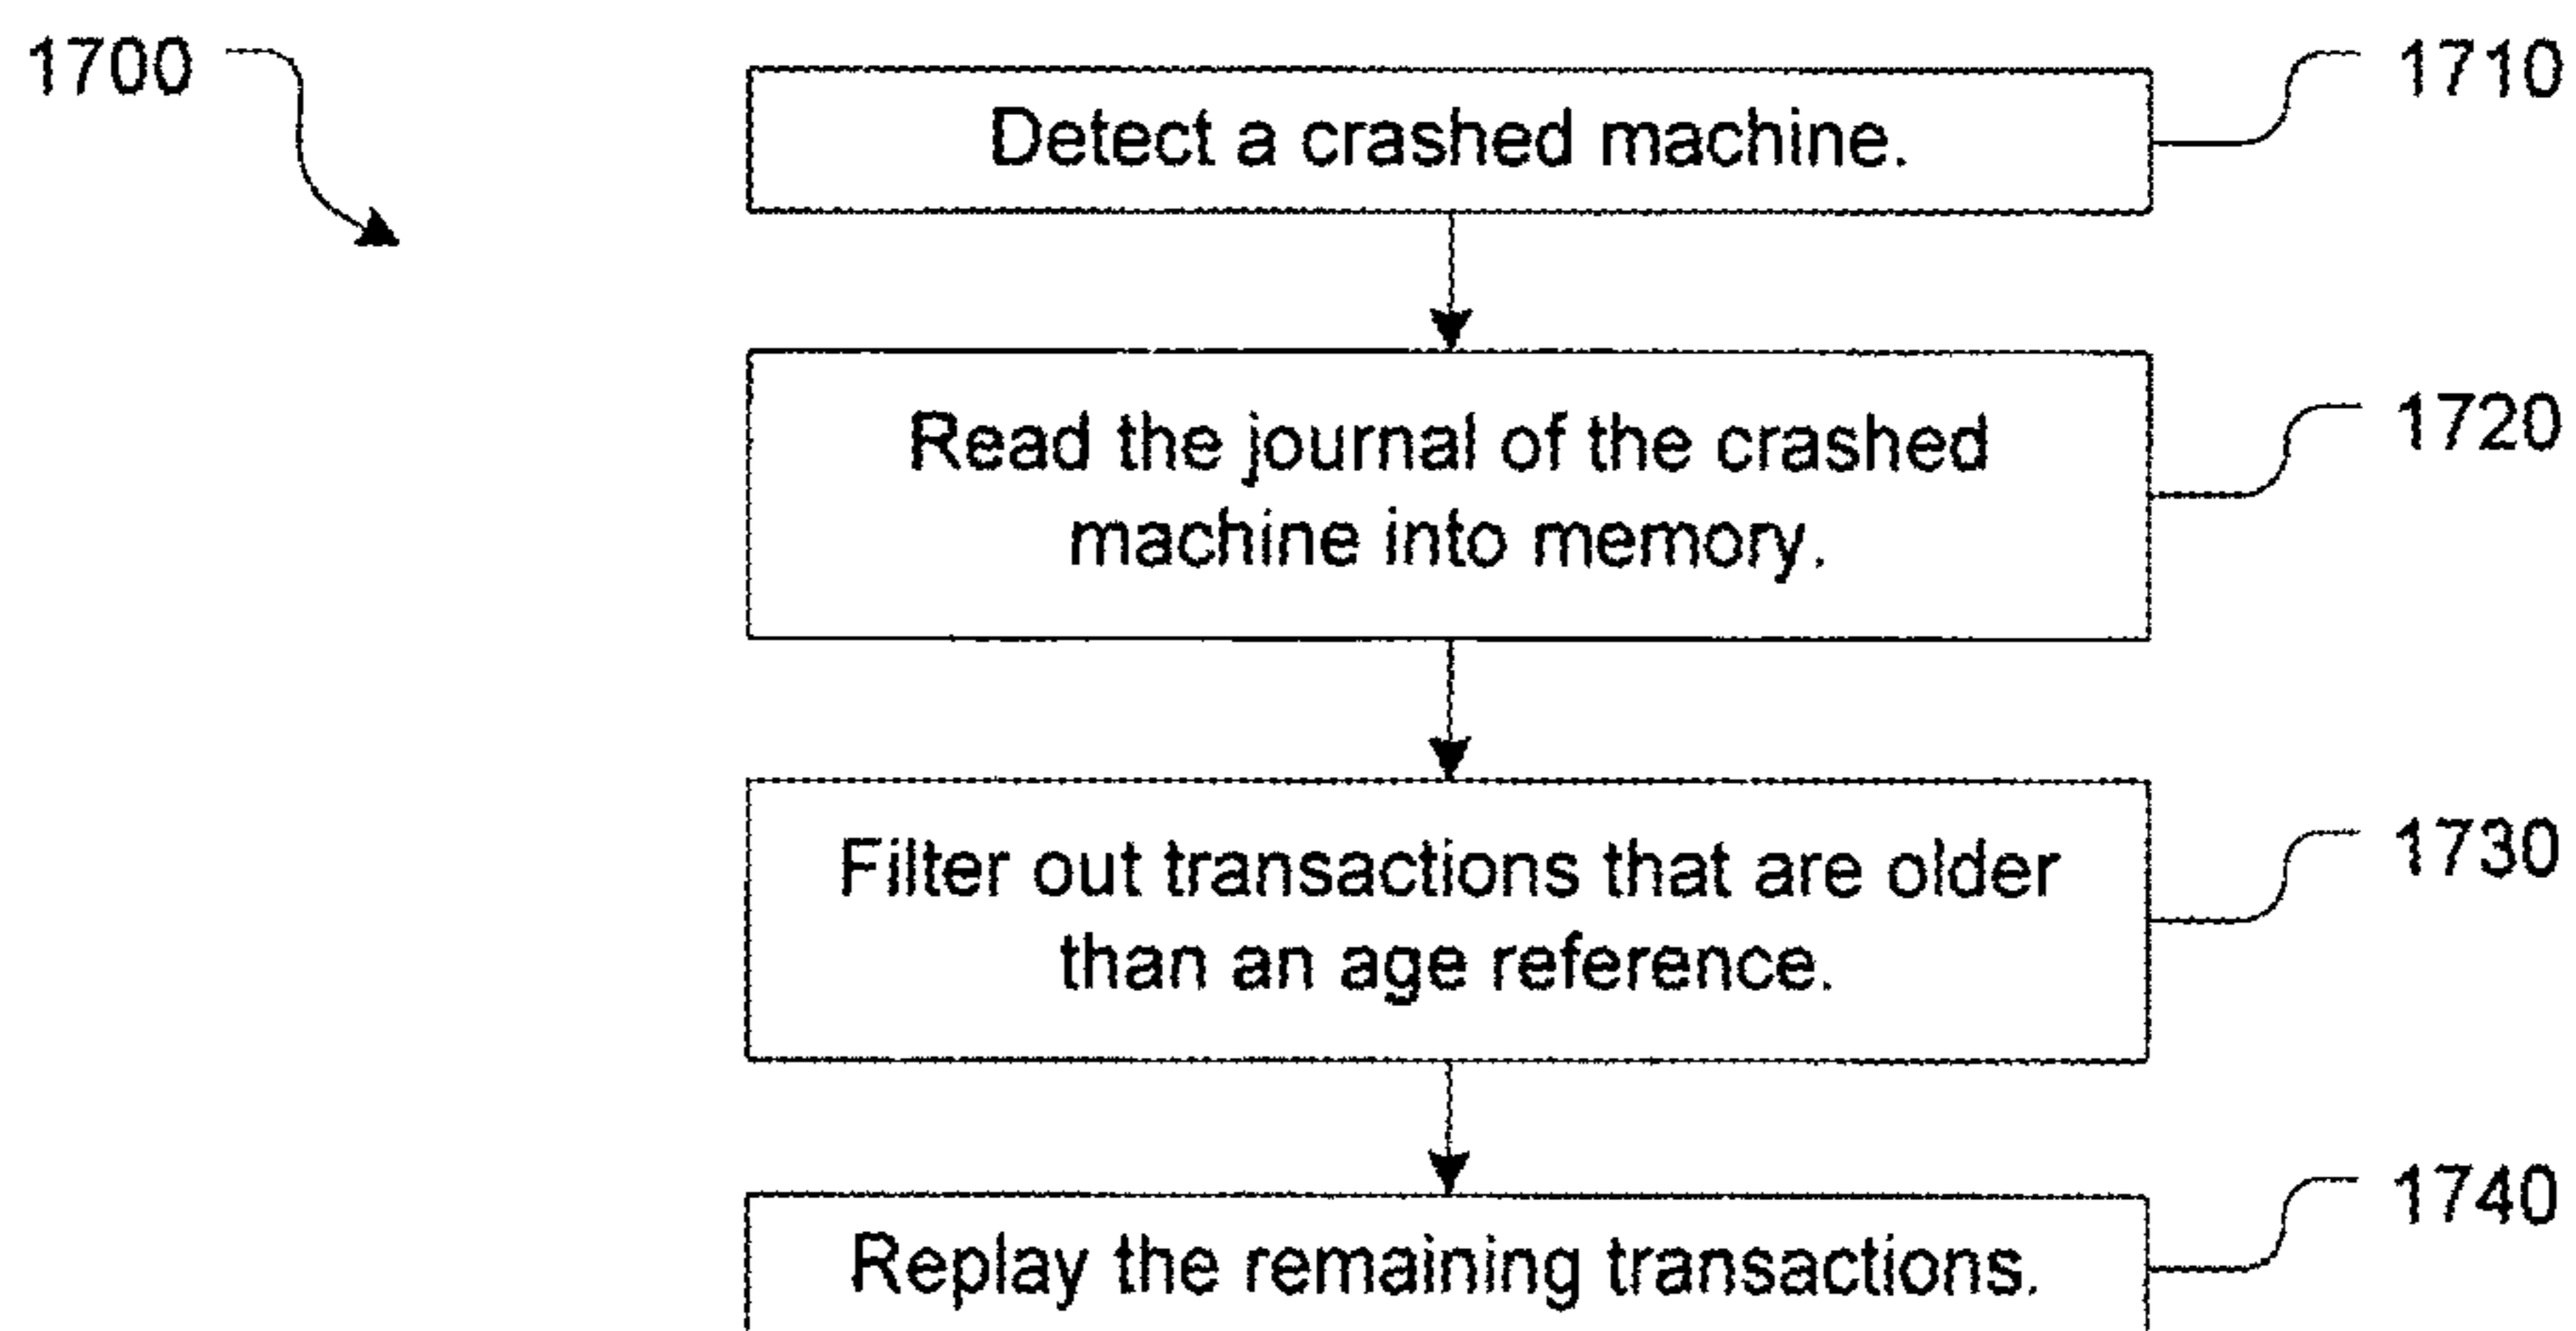 1700
Detect a crashed machine.
1710
Read the journal of the crashed
machine into memory.
1720
Filter out transactions that are older
than an age reference.
1730
Replay the remaining transactions.
1740